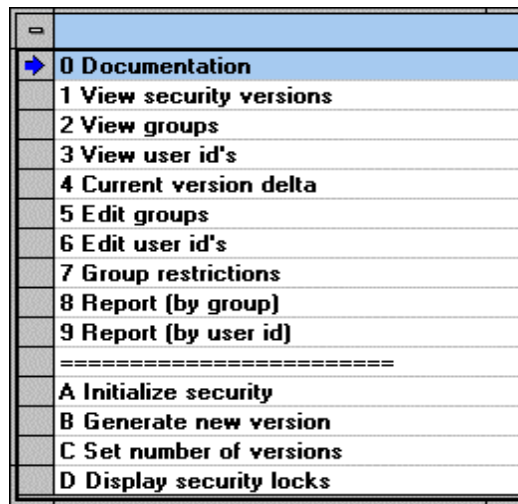 0 Documentation
1 View security versions
2 View groups
3 View user id's
4 Current version delta
5 Edit groups
6 Edit user id's
7 Group restrictions
8 Report (by group)
9 Report (by user id)
========================
A Initialize security
B Generate new version
C Set number of versions
D Display security locks